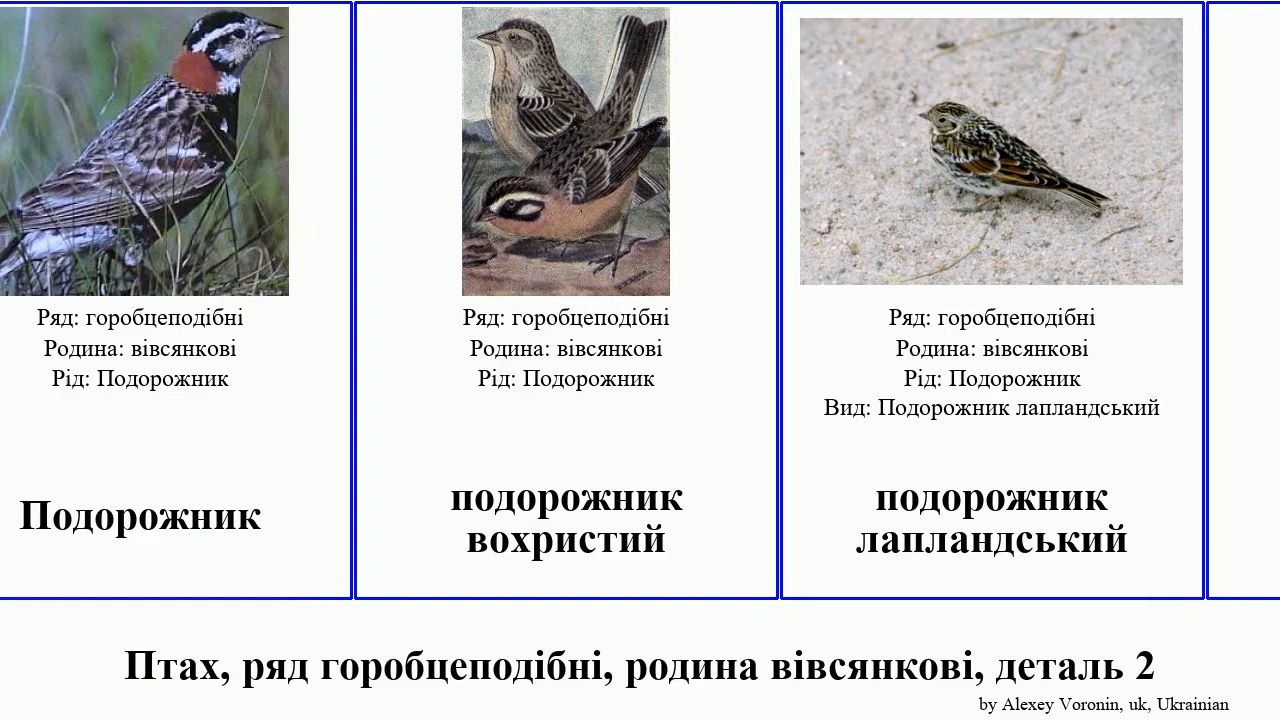 Ряд: горобцеподібні
Родина: вівсянкові
Рід: Подорожник
Подорожник
Ряд: горобцеподібні
Родина: вівсянкові
Рід: Подорожник
подорожник
вохристий
Ряд: горобцеподібні
Родина: вівсянкові
Рід: Подорожник
Вид: Подорожник лапландський
подорожник
лапландський
Птах, ряд горобцеподібні, родина вівсянкові, деталь 2
by Alexey Voronin, uk, Ukrainian